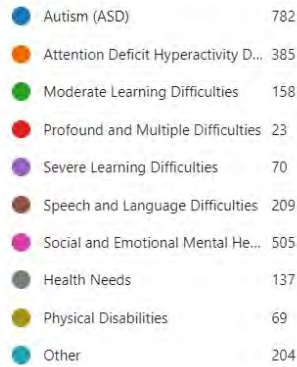 Autism (ASD) 782
Attention Deficit Hyperactivity D... 385
Moderate Learning Difficulties 158
Profound and Multiple Difficulties 23
Severe Learning Difficulties 70
Speech and Language Difficulties 209
Social and Emotional Mental He... 505
Health Needs 137
Physical Disabilities 69
Other 204